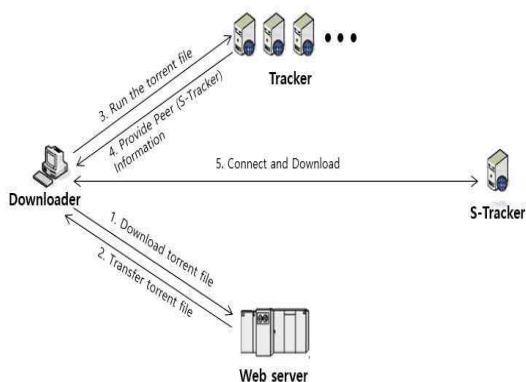 Tracker
3. Run the torrent file
4. Provide Peer (S-Tracker)
Information
5. Connect and Download
Downloader
S-Tracker
1. Download torrent file
2. Transfer torrent file
Web server